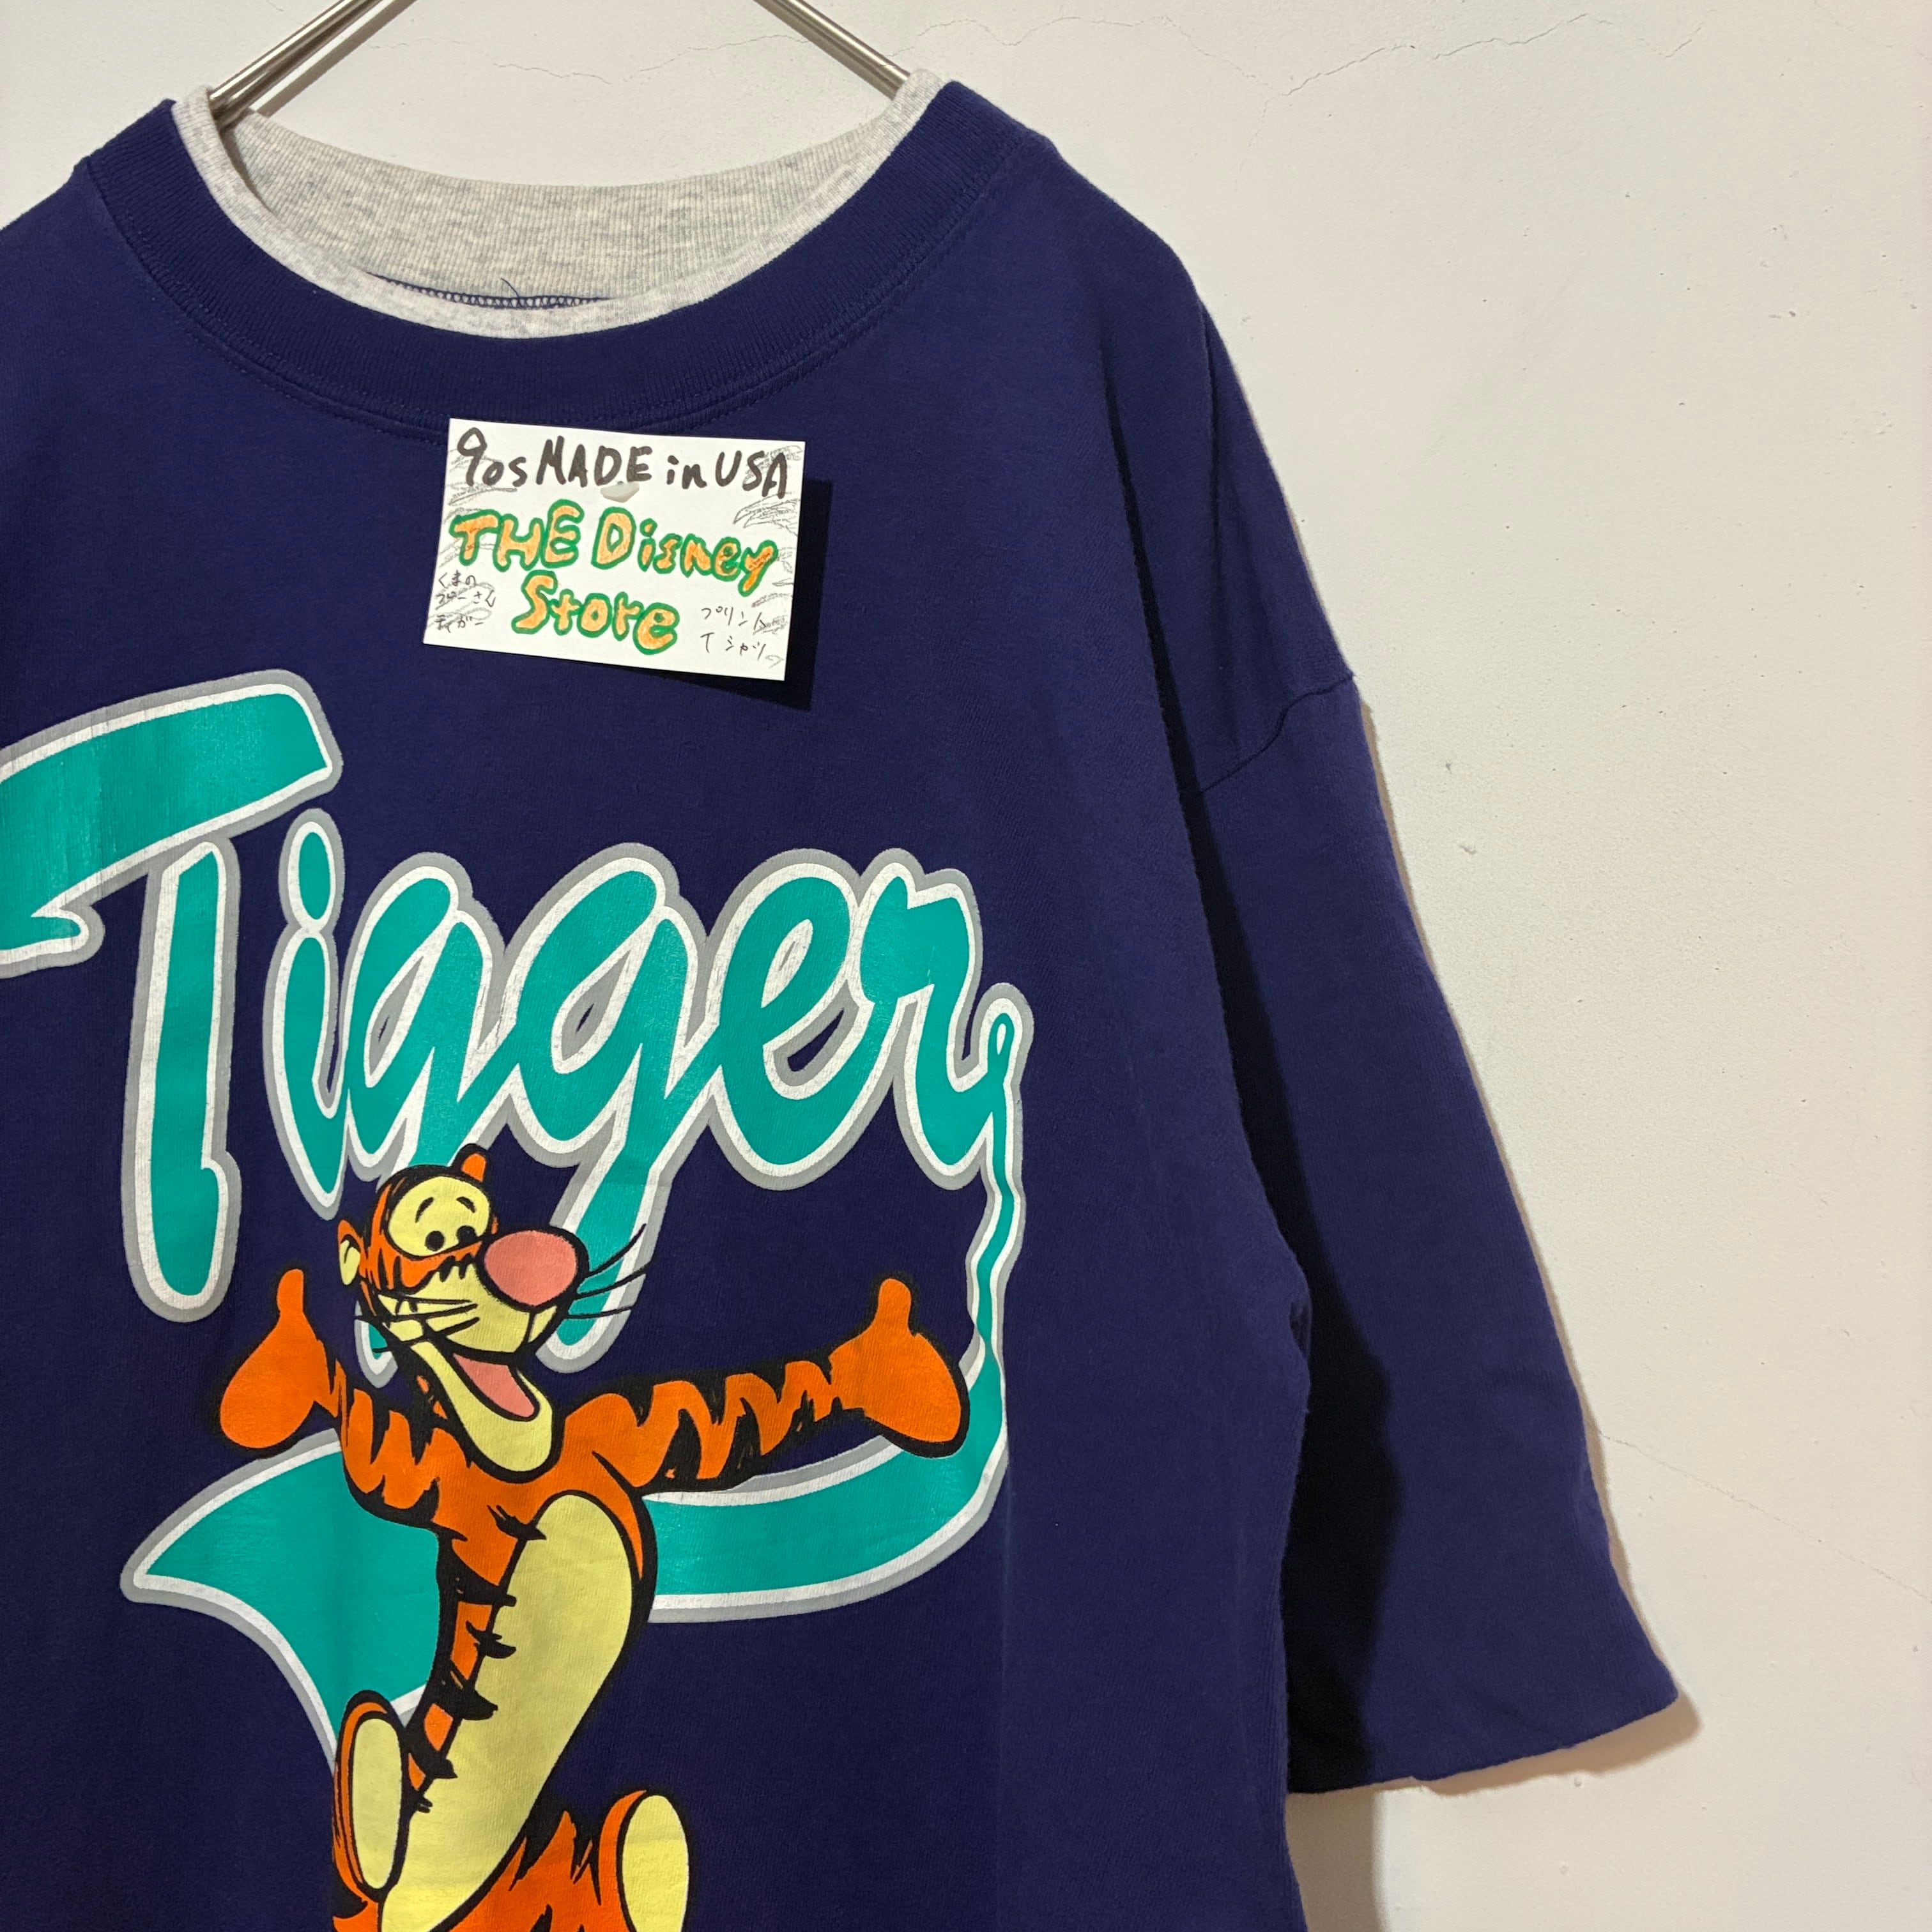 90s MADE in USA
THE Disney
Store
くまの
プーさん
ティガー
プリント
Tシャツ
Tigger